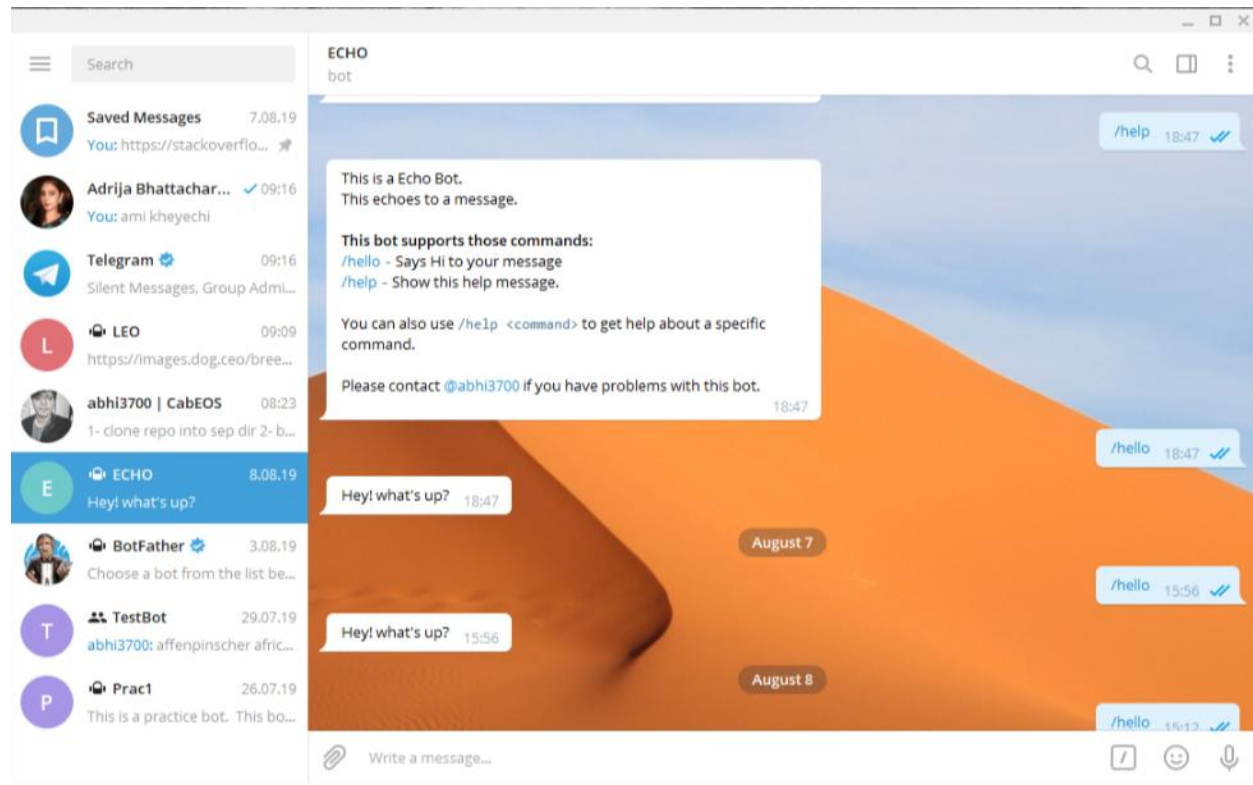 Search
Saved Messages 7.08.19
You: https://stackoverflo...
Adrija Bhattachar... 09:16
You: ami kheyechi
Telegram 09:16
Silent Messages, Group Admi...
L
LEO 09:09
https://images.dog.ceo/bree...
abhi3700 | CabEOS 08:23
1- clone repo into sep dir 2- b...
E
ECHO 8.08.19
Hey! what's up?
BotFather 3.08.19
Choose a bot from the list be...
T
TestBot 29.07.19
abhi3700: affenpinscher afric...
P
Prac1 26.07.19
This is a practice bot. This bo...
ECHO
bot
/help 18:47
This is a Echo Bot.
This echoes to a message.
This bot supports those commands:
/hello - Says Hi to your message
/help - Show this help message.
You can also use /help <command> to get help about a specific
command.
Please contact @abhi3700 if you have problems with this bot.
18:47
/hello 18:47
Hey! what's up? 18:47
August 7
/hello 15:56
Hey! what's up? 15:56
August 8
/hello 15:12
Write a message...